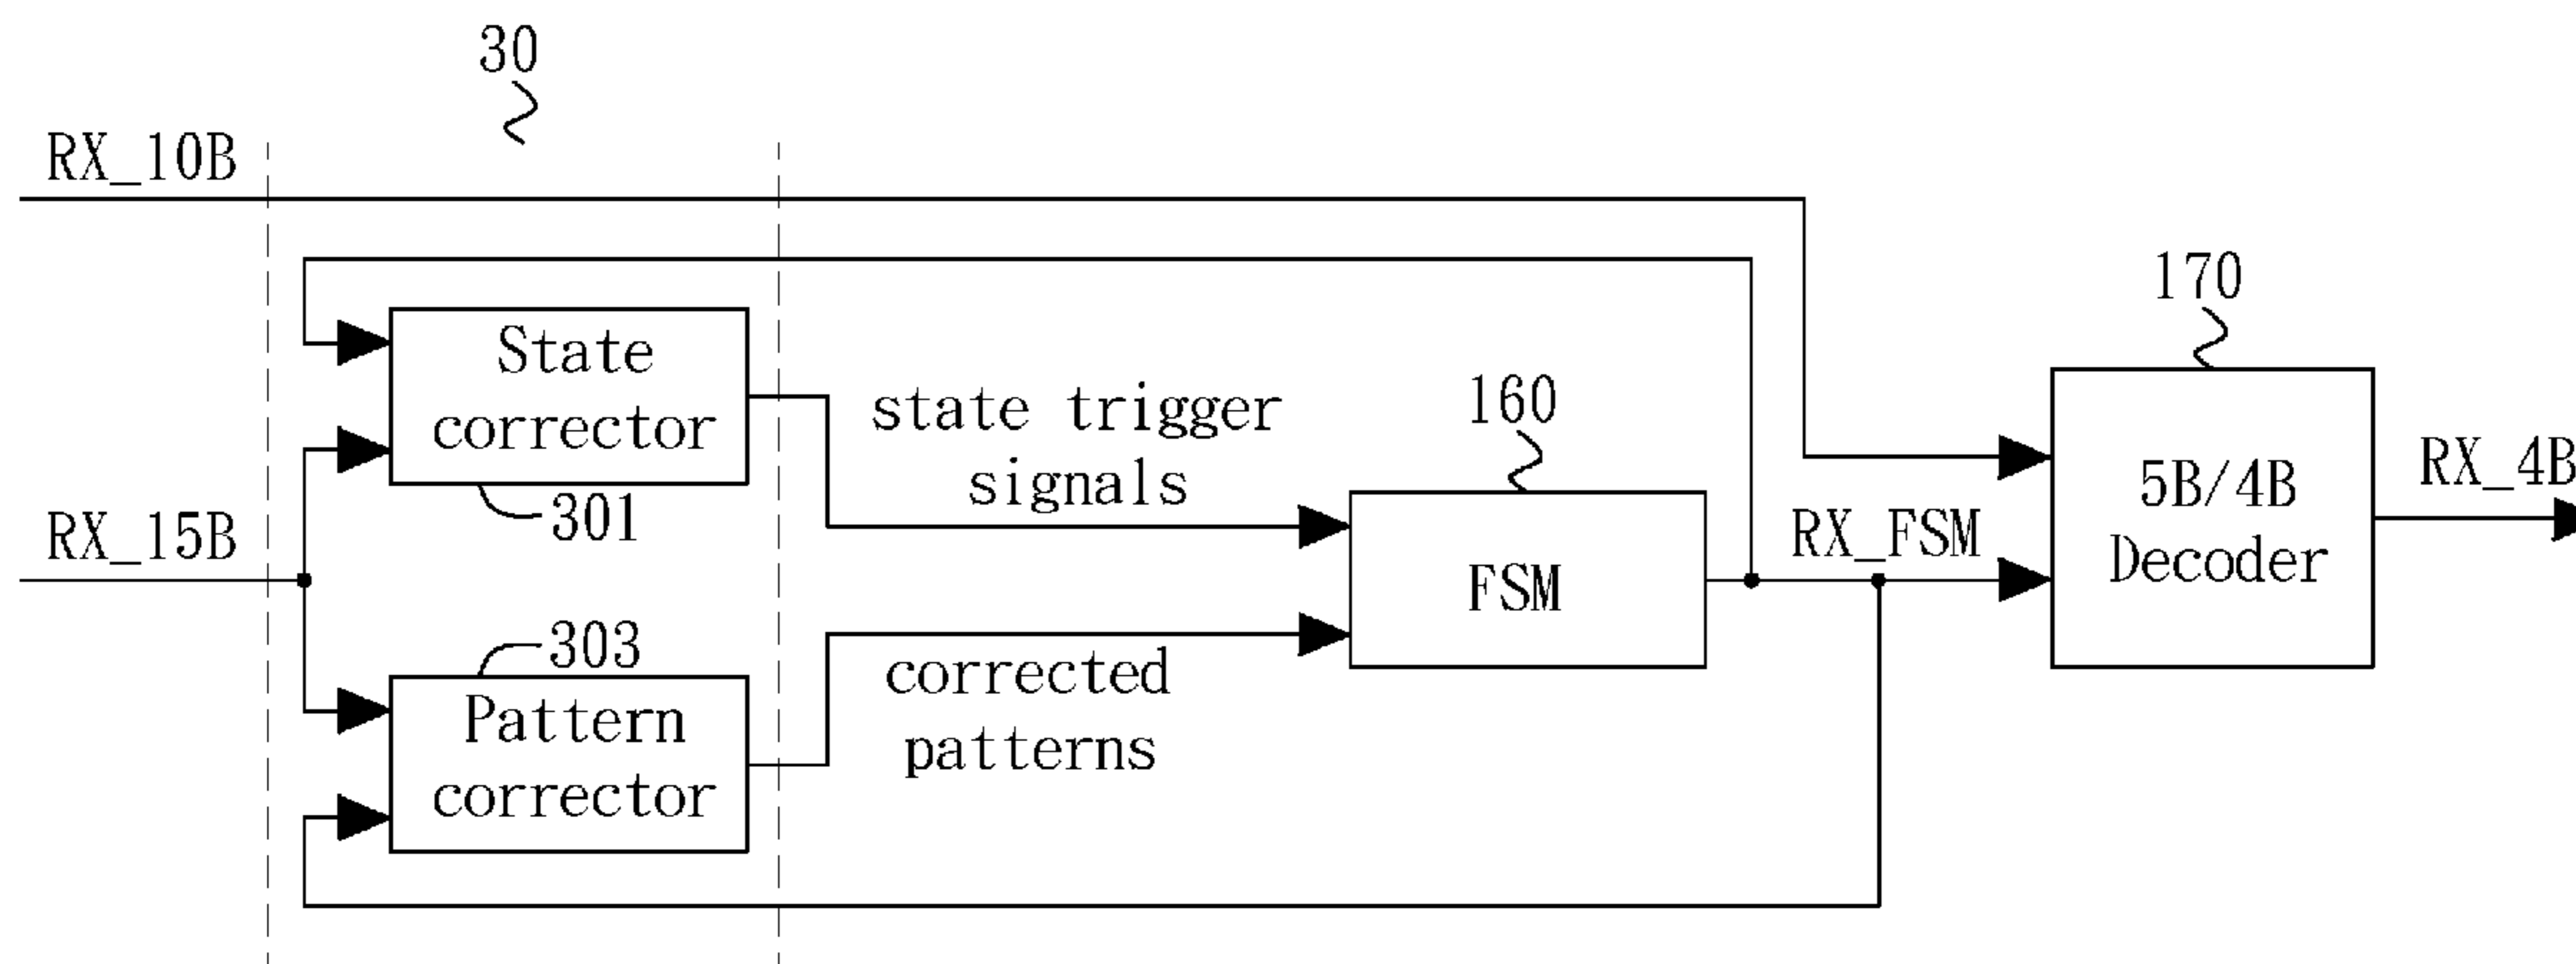 30
RX_10B
170
State
corrector
301
state trigger
signals
160
RX_4B
5B/4B
Decoder
RX_15B
RX_FSM
FSM
303
Pattern
corrector
corrected
patterns